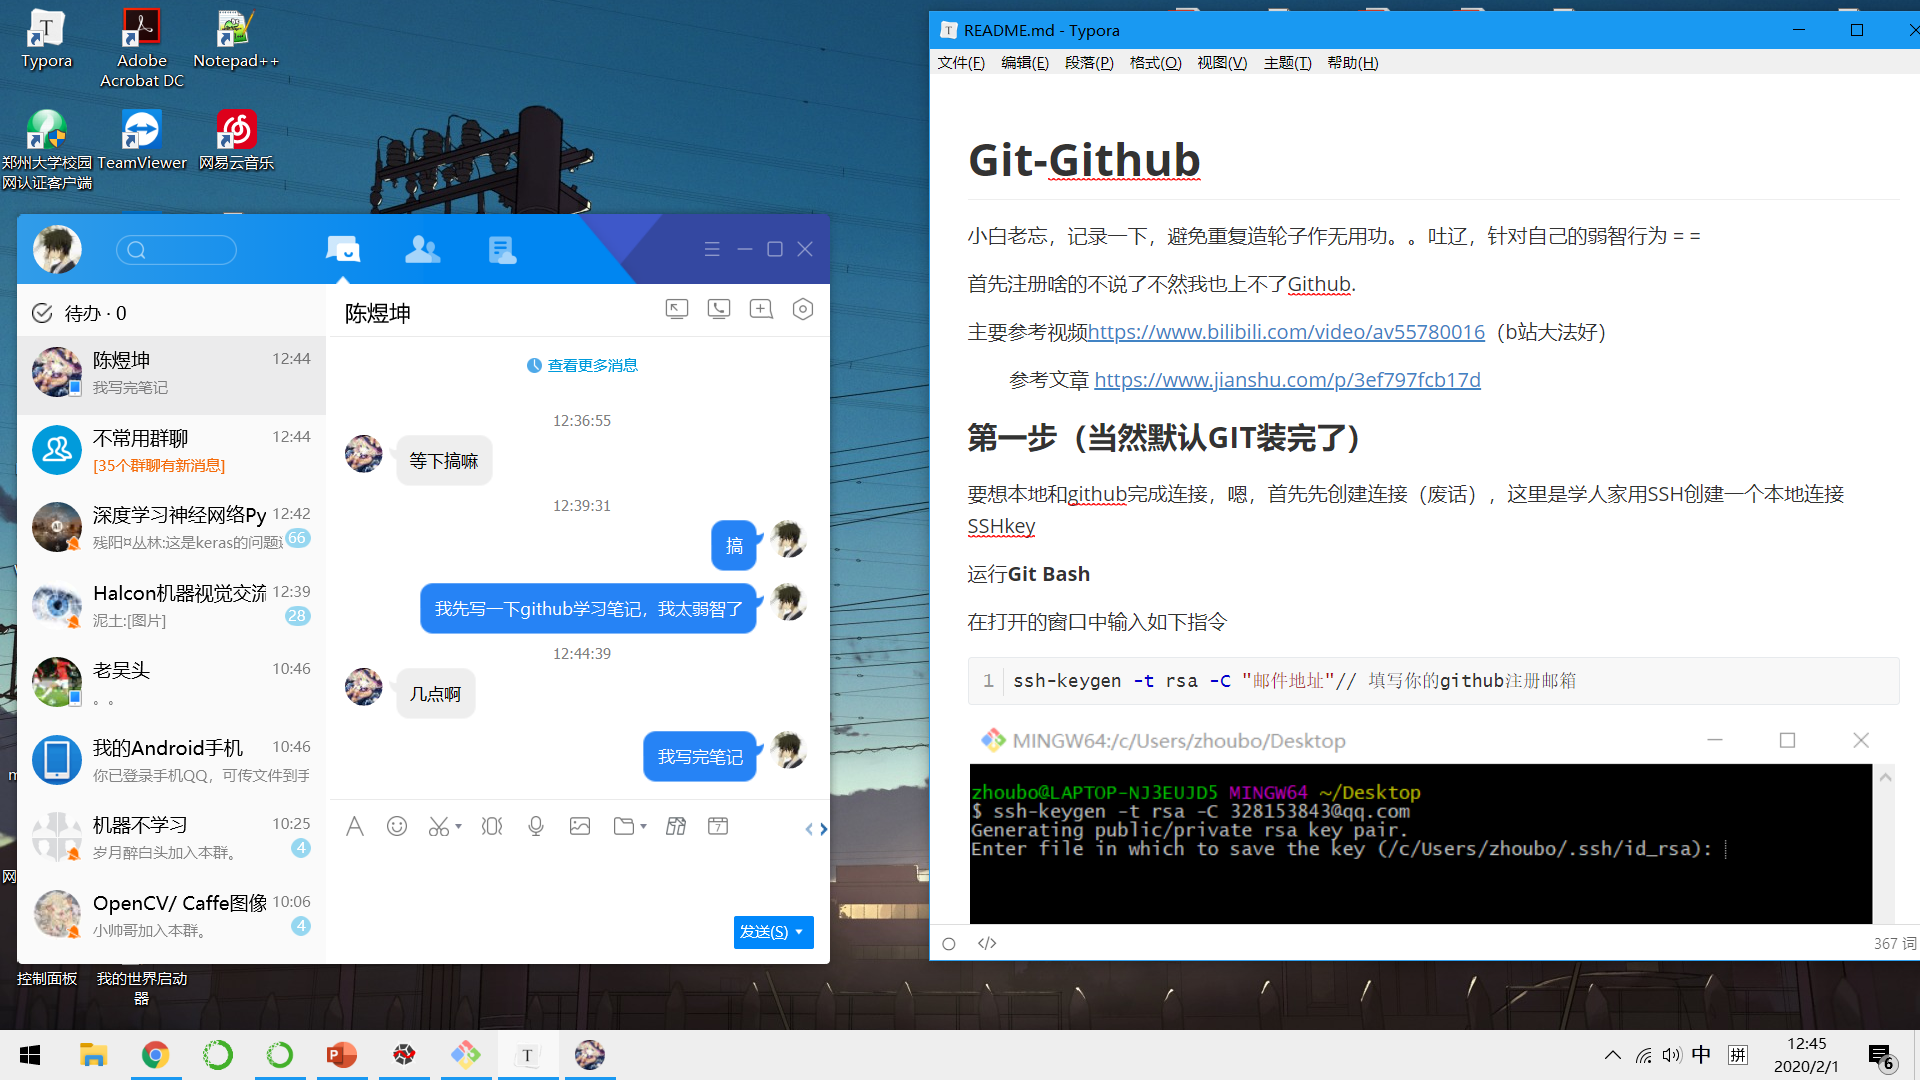 Typora
Adobe
Acrobat DC
Notepad++
郑州大学校园
网认证客户端
TeamViewer
网易云音乐
待办 · 0
陈煜坤 12:44
我写完笔记
不常用群聊 12:44
[35个群聊有新消息]
深度学习神经网络Py 12:42
残阳¤丛林:这是keras的问题 66
Halcon机器视觉交流 12:39
泥土:[图片] 28
老吴头 10:46
。。
我的Android手机 10:46
你已登录手机QQ，可传文件到手
机器不学习 10:25
岁月醉白头加入本群。 4
OpenCV/ Caffe图像 10:06
小帅哥加入本群。 4
陈煜坤
查看更多消息
12:36:55
等下搞嘛
12:39:31
搞
我先写一下github学习笔记，我太弱智了
12:44:39
几点啊
我写完笔记
发送(S)
控制面板
我的世界启动
器
网
README.md - Typora
文件(F) 编辑(E) 段落(P) 格式(O) 视图(V) 主题(T) 帮助(H)
Git-Github
小白老忘，记录一下，避免重复造轮子作无用功。。吐辽，针对自己的弱智行为 = =
首先注册啥的不说了不然我也上不了Github.
主要参考视频https://www.bilibili.com/video/av55780016（b站大法好）
参考文章 https://www.jianshu.com/p/3ef797fcb17d
第一步（当然默认GIT装完了）
要想本地和github完成连接，嗯，首先先创建连接（废话），这里是学人家用SSH创建一个本地连接
SSHkey
运行Git Bash
在打开的窗口中输入如下指令
1 ssh-keygen -t rsa -C "邮件地址"// 填写你的github注册邮箱
MINGW64:/c/Users/zhoubo/Desktop
zhoubo@LAPTOP-NJ3EUJD5 MINGW64 ~/Desktop
$ ssh-keygen -t rsa -C 328153843@qq.com
Generating public/private rsa key pair.
Enter file in which to save the key (/c/Users/zhoubo/.ssh/id_rsa):
367 词
中 拼
12:45
2020/2/1
6